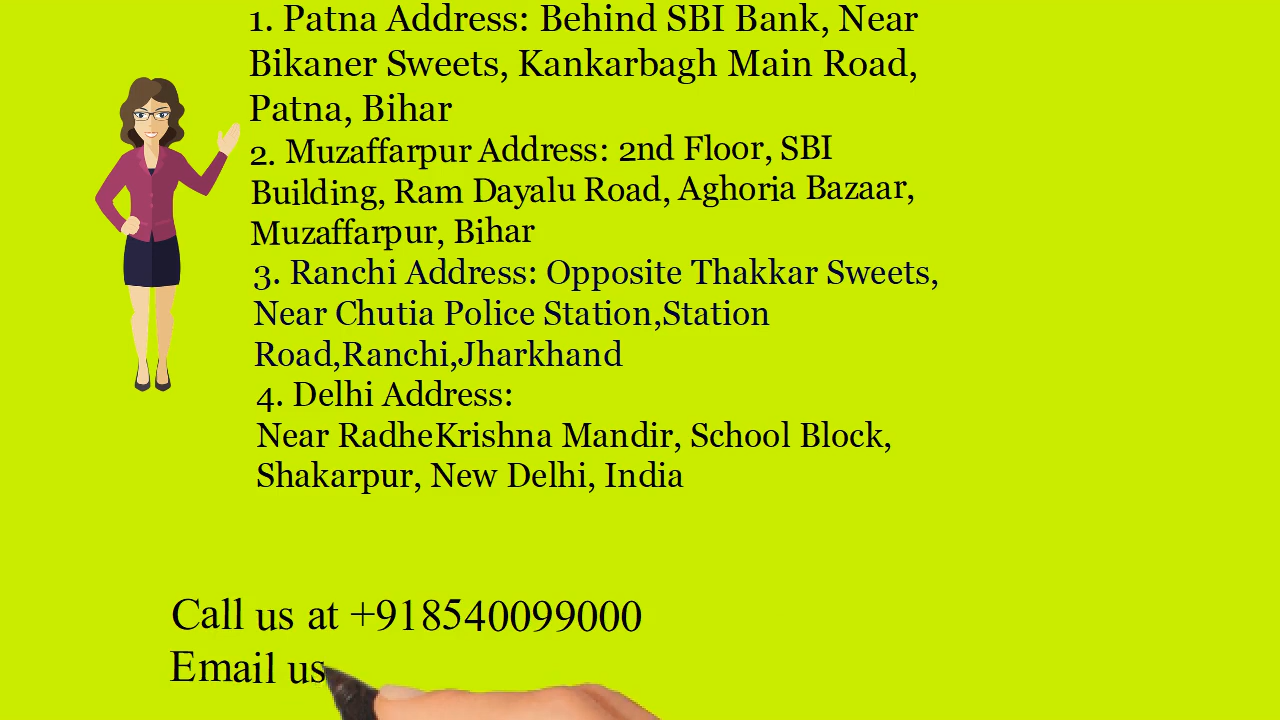 1. Patna Address: Behind SBI Bank, Near
Bikaner Sweets, Kankarbagh Main Road,
Patna, Bihar
2. Muzaffarpur Address: 2nd Floor, SBI
Building, Ram Dayalu Road, Aghoria Bazaar,
Muzaffarpur, Bihar
3. Ranchi Address: Opposite Thakkar Sweets,
Near Chutia Police Station,Station
Road,Ranchi,Jharkhand
4. Delhi Address:
Near RadheKrishna Mandir, School Block,
Shakarpur, New Delhi, India
Call us at +918540099000
Email us